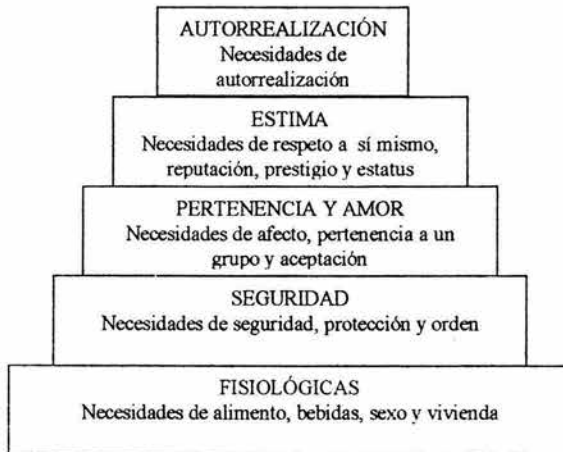 AUTORREALIZACIÓN
Necesidades de
autorrealización
ESTIMA
Necesidades de respeto a sí mismo,
reputación, prestigio y estatus
PERTENENCIA Y AMOR
Necesidades de afecto, pertenencia a un
grupo y aceptación
SEGURIDAD
Necesidades de seguridad, protección y orden
FISIOLÓGICAS
Necesidades de alimento, bebidas, sexo y vivienda